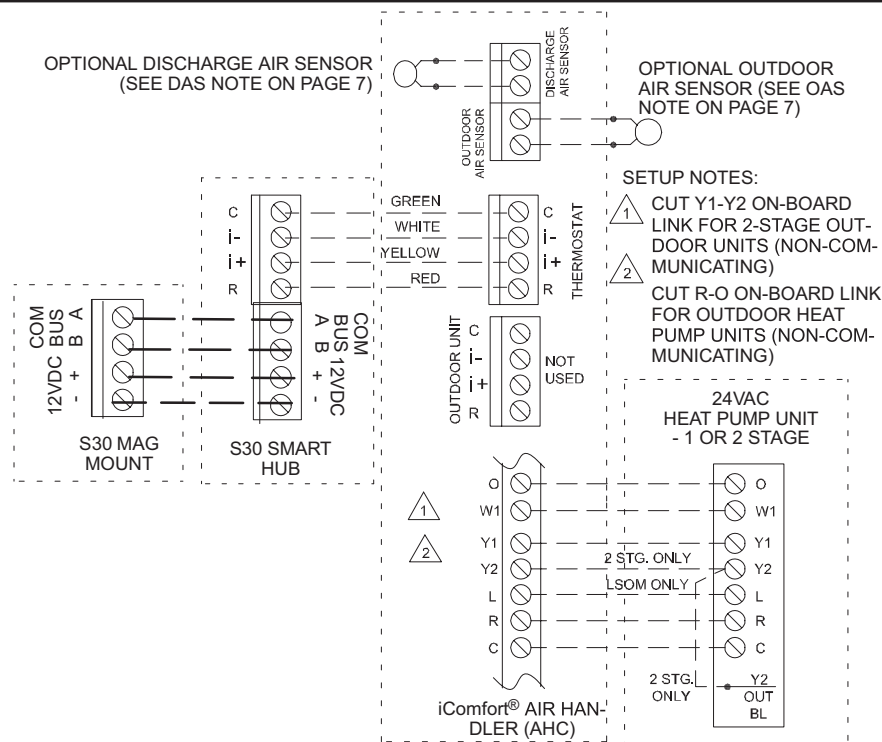 OPTIONAL DISCHARGE AIR SENSOR
(SEE DAS NOTE ON PAGE 7)
DISCHARGE
AIR SENSOR
OUTDOOR
AIR SENSOR
OPTIONAL OUTDOOR
AIR SENSOR (SEE OAS
NOTE ON PAGE 7)
SETUP NOTES:
1
CUT Y1-Y2 ON-BOARD
LINK FOR 2-STAGE OUT-
DOOR UNITS (NON-COM-
MUNICATING)
2
CUT R-O ON-BOARD LINK
FOR OUTDOOR HEAT
PUMP UNITS (NON-COM-
MUNICATING)
C
i-
i+
R
GREEN
WHITE
YELLOW
RED
C
i-
i+
R
THERMOSTAT
COM
BUS
12VDC
A
B
+
-
S30 MAG
MOUNT
A
B
+
-
COM
BUS 12VDC
S30 SMART
HUB
OUTDOOR UNIT
C
i-
i+
R
NOT
USED
24VAC
HEAT PUMP UNIT
- 1 OR 2 STAGE
1
2
O
W1
Y1
Y2
L
R
C
2 STG. ONLY
LSOM ONLY
2 STG.
ONLY
O
W1
Y1
Y2
L
R
C
Y2
OUT
BL
iComfort® AIR HAN-
DLER (AHC)